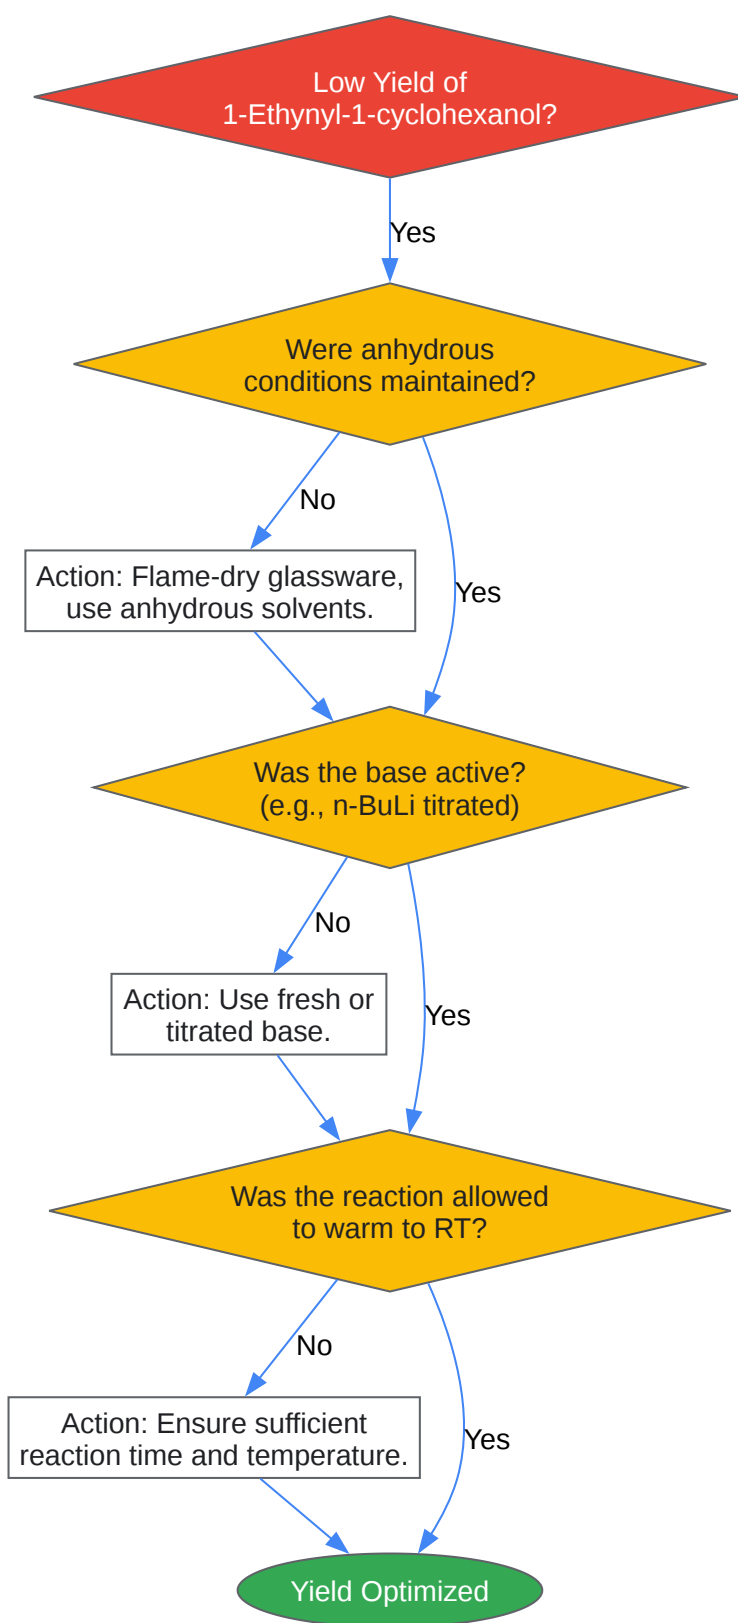 Low Yield of
1-Ethynyl-1-cyclohexanol?
Yes
Were anhydrous
conditions maintained?
No
Action: Flame-dry glassware,
use anhydrous solvents.
Yes
Was the base active?
(e.g., n-BuLi titrated)
No
Action: Use fresh or
titrated base.
Yes
Was the reaction allowed
to warm to RT?
No
Action: Ensure sufficient
reaction time and temperature.
Yes
Yield Optimized